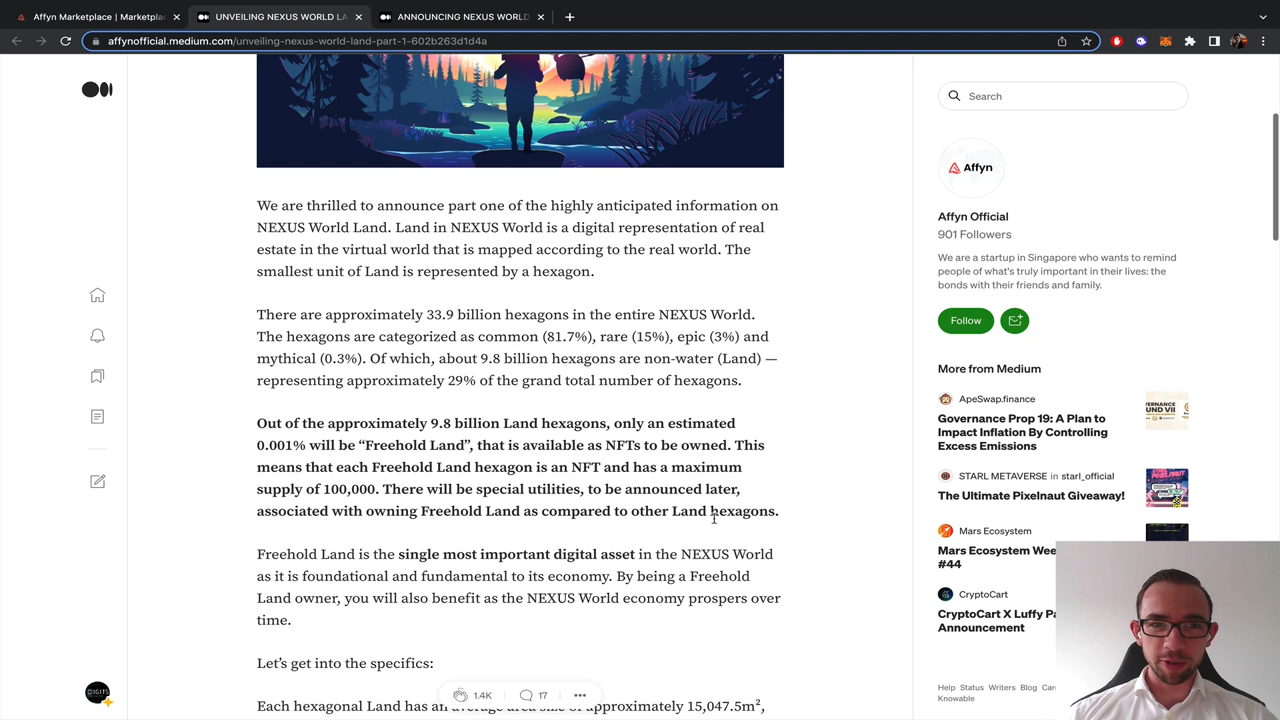 Affyn Marketplace | Marketplac
UNVEILING NEXUS WORLD LA
ANNOUNCING NEXUS WORLD
affynofficial.medium.com/unveiling-nexus-world-land-part-1-602b263d1d4a
We are thrilled to announce part one of the highly anticipated information on
NEXUS World Land. Land in NEXUS World is a digital representation of real
estate in the virtual world that is mapped according to the real world. The
smallest unit of Land is represented by a hexagon.
There are approximately 33.9 billion hexagons in the entire NEXUS World.
The hexagons are categorized as common (81.7%), rare (15%), epic (3%) and
mythical (0.3%). Of which, about 9.8 billion hexagons are non-water (Land) —
representing approximately 29% of the grand total number of hexagons.
Out of the approximately 9.8 billion Land hexagons, only an estimated
0.001% will be “Freehold Land”, that is available as NFTs to be owned. This
means that each Freehold Land hexagon is an NFT and has a maximum
supply of 100,000. There will be special utilities, to be announced later,
associated with owning Freehold Land as compared to other Land hexagons.
Freehold Land is the single most important digital asset in the NEXUS World
as it is foundational and fundamental to its economy. By being a Freehold
Land owner, you will also benefit as the NEXUS World economy prospers over
time.
Let’s get into the specifics:
Each hexagonal Land has an average area size of approximately 15,047.5m²,
1.4K
17
Search
Affyn
Affyn Official
901 Followers
We are a startup in Singapore who wants to remind
people of what's truly important in their lives: the
bonds with their friends and family.
Follow
More from Medium
ApeSwap.finance
Governance Prop 19: A Plan to
Impact Inflation By Controlling
Excess Emissions
STARL METAVERSE in starl_official
The Ultimate Pixelnaut Giveaway!
Mars Ecosystem
Mars Ecosystem Wee
#44
CryptoCart
CryptoCart X Luffy Pa
Announcement
Help Status Writers Blog Car
Knowable